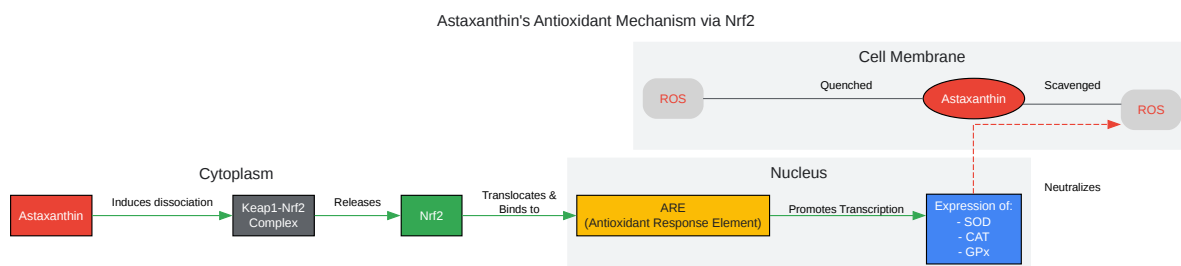 Astaxanthin's Antioxidant Mechanism via Nrf2
Cell Membrane
ROS
Quenched
Astaxanthin
Scavenged
ROS
Cytoplasm
Nucleus
Astaxanthin
Induces dissociation
Keap1-Nrf2
Complex
Releases
Nrf2
Translocates &
Binds to
ARE
(Antioxidant Response Element)
Promotes Transcription
Expression of:
- SOD
- CAT
- GPx
Neutralizes